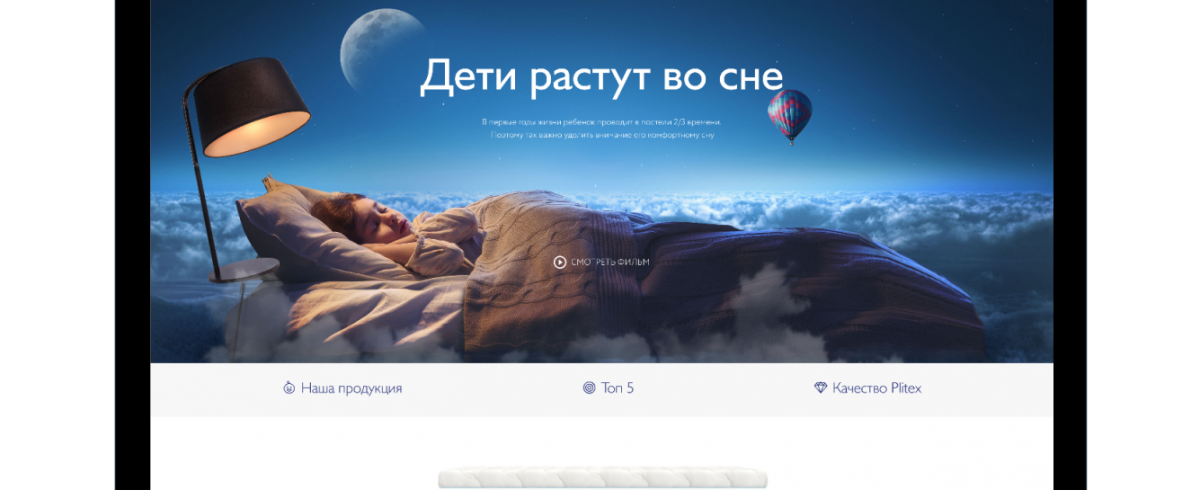 Дети растут во сне
В первые годы жизни ребенок проводит в постели 2/3 времени.
Поэтому так важно уделить внимание его комфортному сну
СМОТРЕТЬ ФИЛЬМ
Наша продукция
Топ 5
Качество Plitex